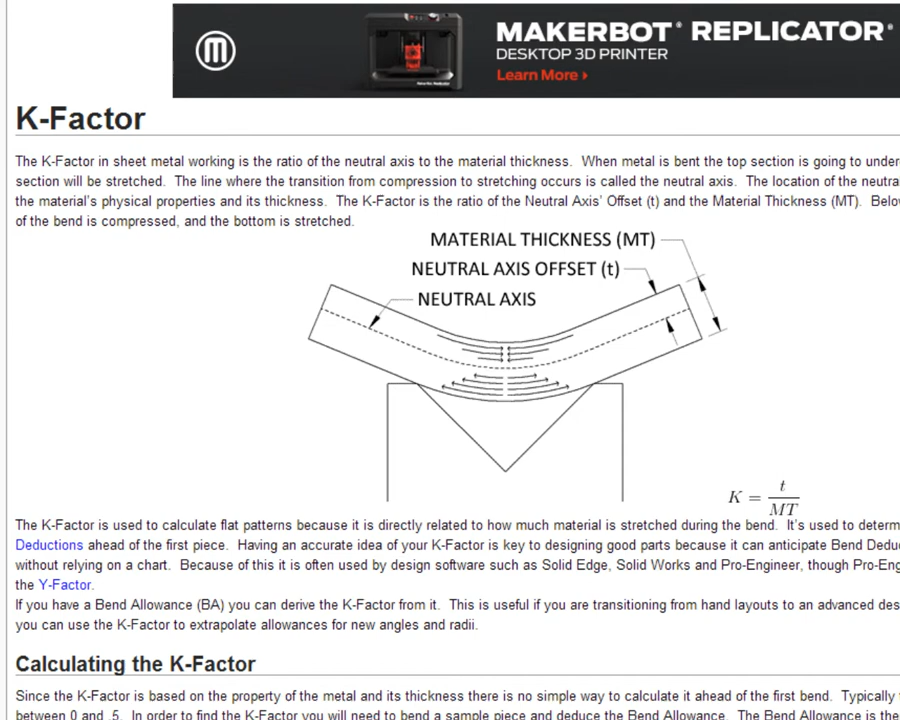 MAKERBOT® REPLICATOR®
DESKTOP 3D PRINTER
Learn More ›
K-Factor
The K-Factor in sheet metal working is the ratio of the neutral axis to the material thickness. When metal is bent the top section is going to under
section will be stretched. The line where the transition from compression to stretching occurs is called the neutral axis. The location of the neutra
the material's physical properties and its thickness. The K-Factor is the ratio of the Neutral Axis' Offset (t) and the Material Thickness (MT). Belo
of the bend is compressed, and the bottom is stretched.
MATERIAL THICKNESS (MT)
NEUTRAL AXIS OFFSET (t)
NEUTRAL AXIS
K = t
MT
The K-Factor is used to calculate flat patterns because it is directly related to how much material is stretched during the bend. It's used to determ
Deductions ahead of the first piece. Having an accurate idea of your K-Factor is key to designing good parts because it can anticipate Bend Dedu
without relying on a chart. Because of this it is often used by design software such as Solid Edge, Solid Works and Pro-Engineer, though Pro-Eng
the Y-Factor.
If you have a Bend Allowance (BA) you can derive the K-Factor from it. This is useful if you are transitioning from hand layouts to an advanced des
you can use the K-Factor to extrapolate allowances for new angles and radii.
Calculating the K-Factor
Since the K-Factor is based on the property of the metal and its thickness there is no simple way to calculate it ahead of the first bend. Typically
between 0 and .5. In order to find the K-Factor you will need to bend a sample piece and deduce the Bend Allowance. The Bend Allowance is the